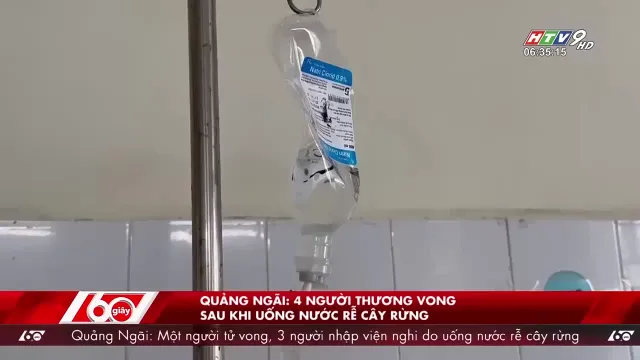 HTV9 HD
06:35:15
Natri Clorid 0,9%
60 giây
QUẢNG NGÃI: 4 NGƯỜI THƯƠNG VONG
SAU KHI UỐNG NƯỚC RỄ CÂY RỪNG
60 Quảng Ngãi: Một người tử vong, 3 người nhập viện nghi do uống nước rễ cây rừng 60